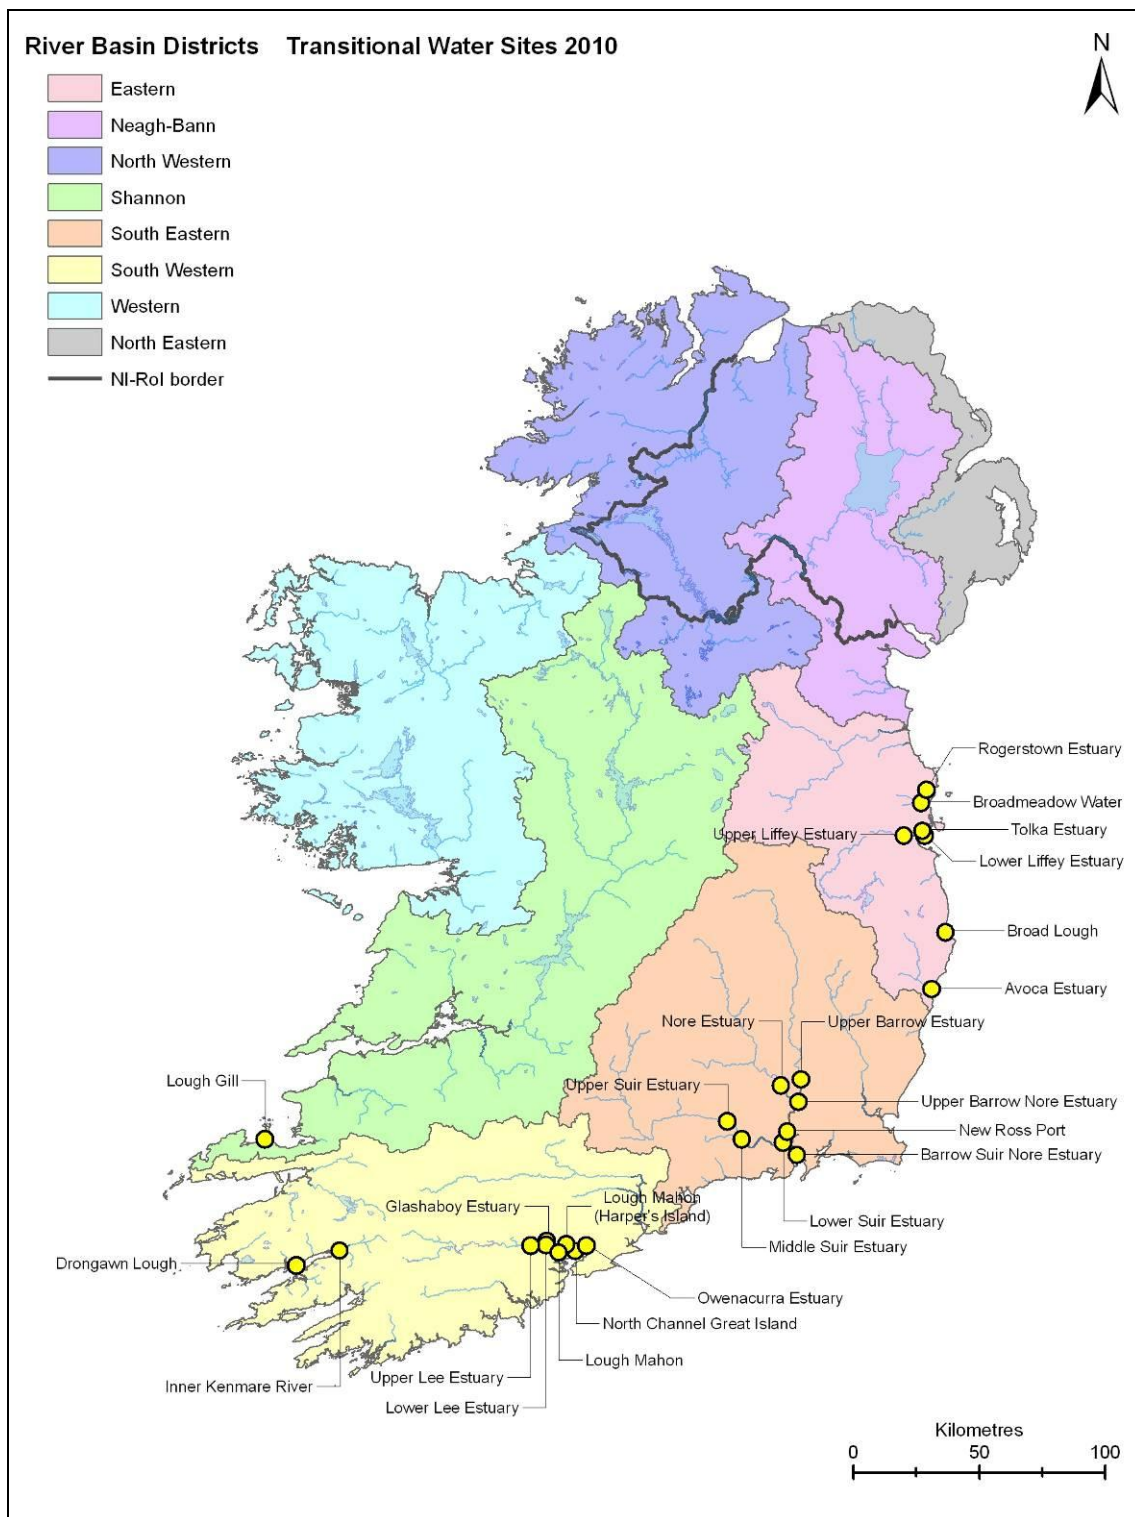 River Basin Districts Transitional Water Sites 2010
N
Eastern
Neagh-Bann
North Western
Shannon
South Eastern
South Western
Western
North Eastern
NI-RoI border
Rogerstown Estuary
Broadmeadow Water
Tolka Estuary
Upper Liffey Estuary
Lower Liffey Estuary
Broad Lough
Avoca Estuary
Nore Estuary
Upper Barrow Estuary
Lough Gill
Upper Suir Estuary
Upper Barrow Nore Estuary
New Ross Port
Barrow Suir Nore Estuary
Lough Mahon
(Harper's Island)
Glashaboy Estuary
Lower Suir Estuary
Middle Suir Estuary
Drongawn Lough
Owenacurra Estuary
North Channel Great Island
Lough Mahon
Upper Lee Estuary
Inner Kenmare River
Lower Lee Estuary
Kilometres
0 50 100